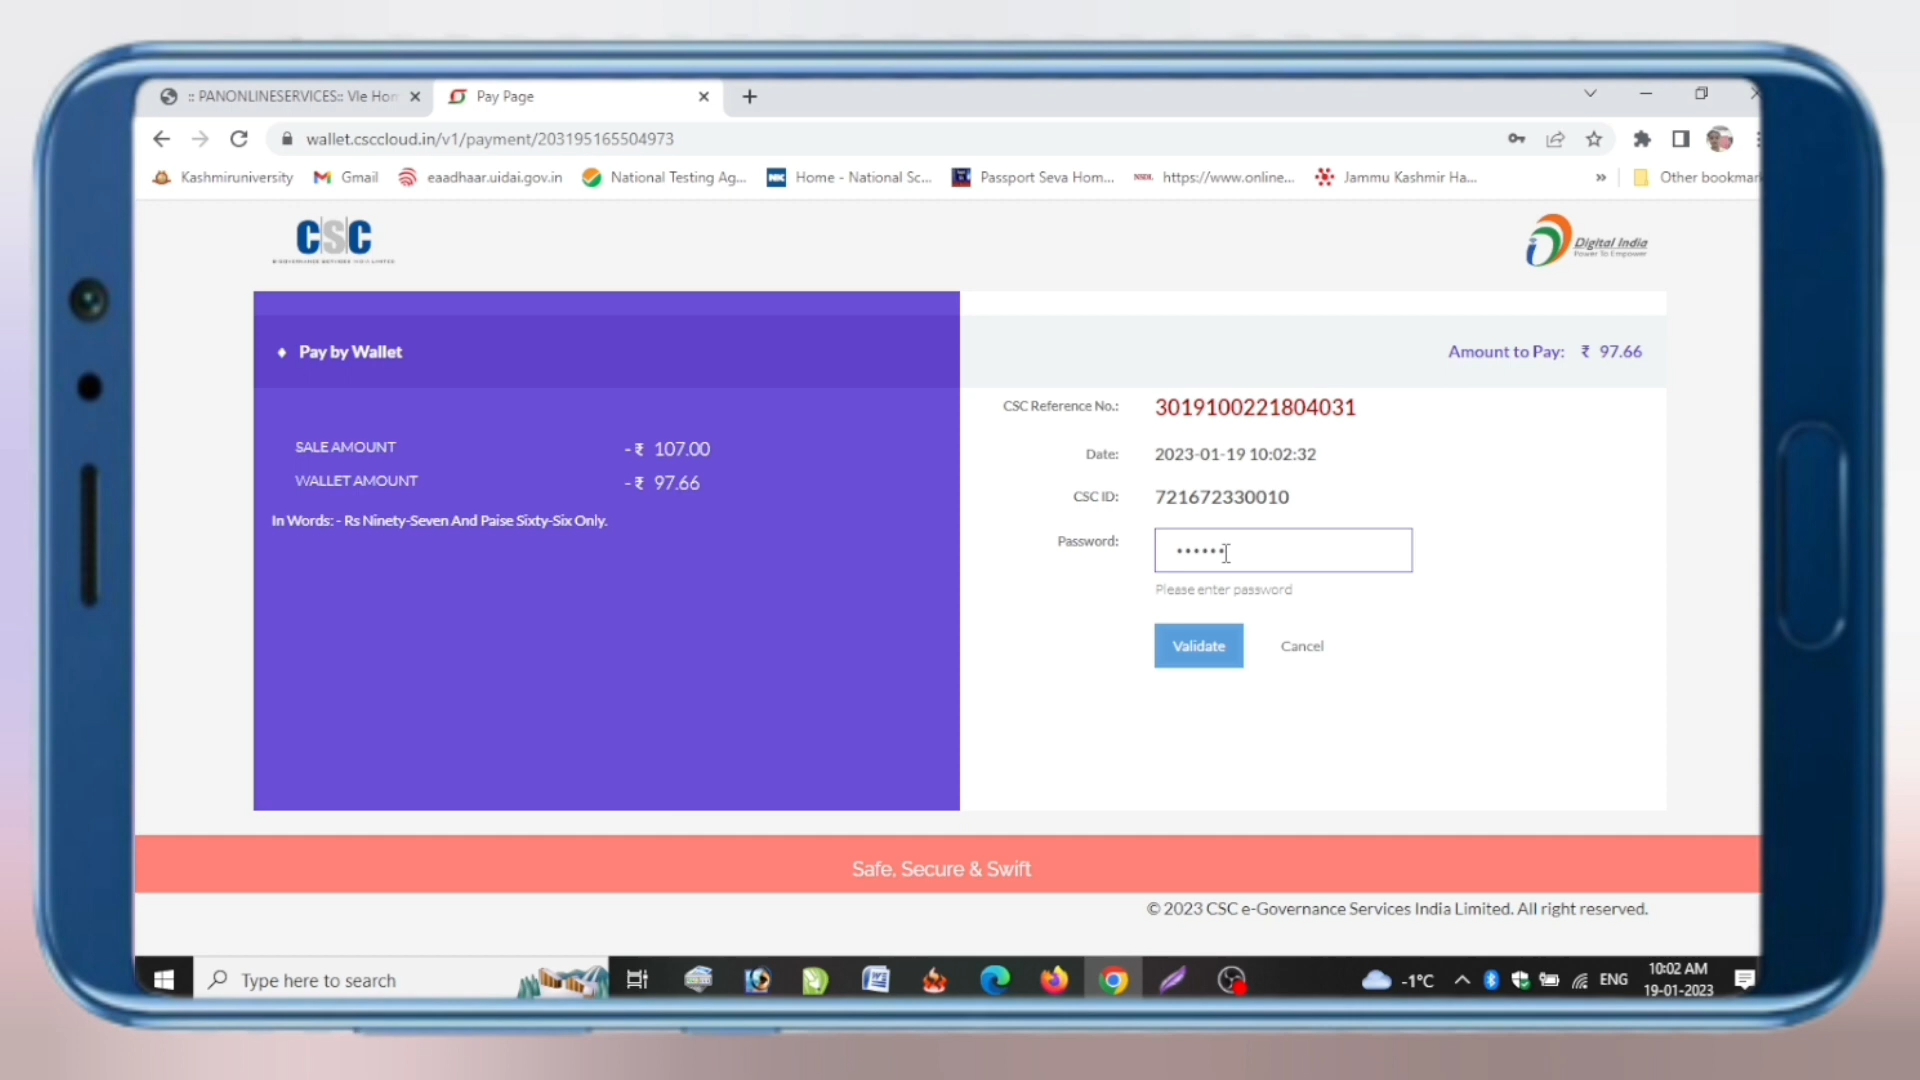 :: PANONLINESERVICES:: Vle Hom
Pay Page
wallet.csccloud.in/v1/payment/203195165504973
Kashmiruniversity
Gmail
eaadhaar.uidai.gov.in
National Testing Ag...
Home - National Sc...
Passport Seva Hom...
https://www.online...
Jammu Kashmir Ha...
»
Other bookmar
CSC
Digital India
Power To Empower
Pay by Wallet
Amount to Pay: ₹ 97.66
SALE AMOUNT - ₹ 107.00
WALLET AMOUNT - ₹ 97.66
In Words: - Rs Ninety-Seven And Paise Sixty-Six Only.
CSC Reference No.: 3019100221804031
Date: 2023-01-19 10:02:32
CSC ID: 721672330010
Password: ••••••
Please enter password
Validate Cancel
Safe, Secure & Swift
© 2023 CSC e-Governance Services India Limited. All right reserved.
Type here to search
-1°C
ENG
10:02 AM
19-01-2023